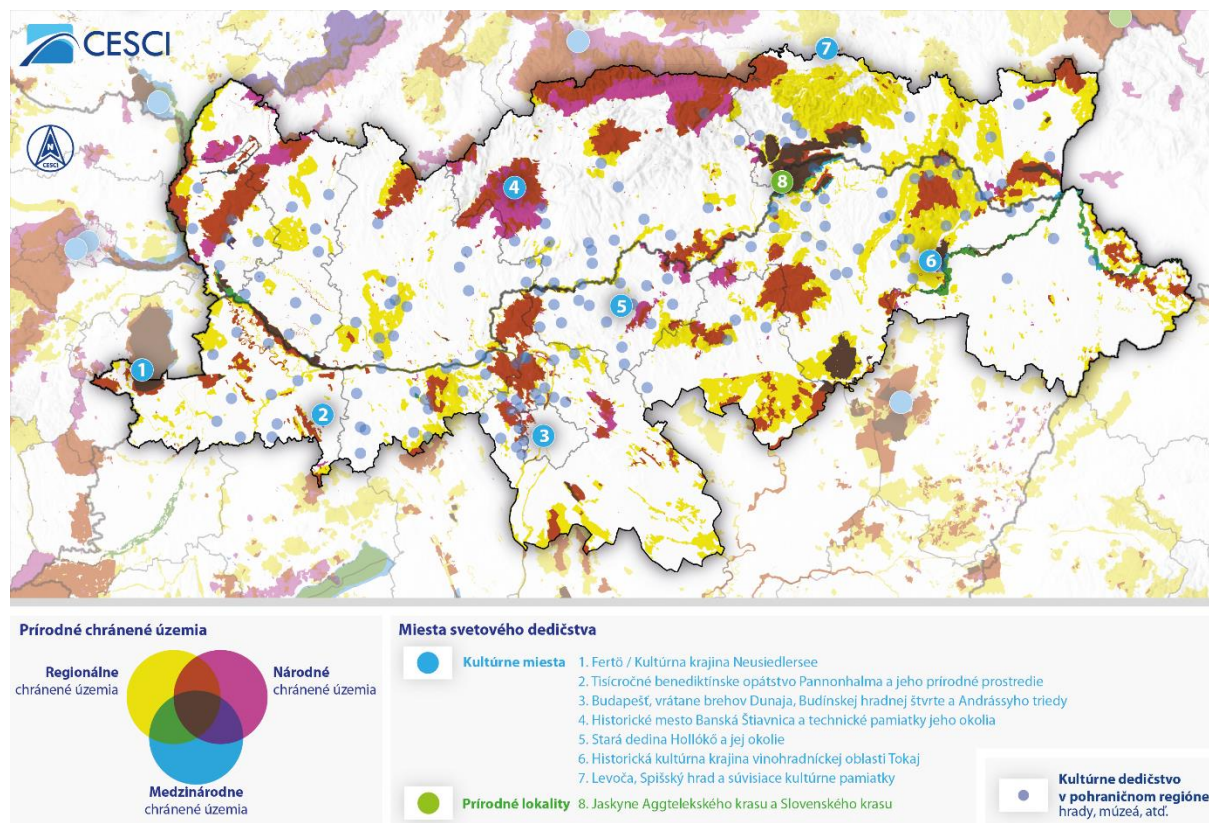 CESCI
N
CESCI
7
4
8
6
5
1
2
3
Prírodné chránené územia
Regionálne
chránené územia
Národné
chránené územia
Medzinárodne
chránené územia
Miesta svetového dedičstva
Kultúrne miesta
1. Fertö / Kultúrna krajina Neusiedlersee
2. Tisícročné benediktínske opátstvo Pannonhalma a jeho prírodné prostredie
3. Budapešť, vrátane brehov Dunaja, Budínskej hradnej štvrte a Andrássyho triedy
4. Historické mesto Banská Štiavnica a technické pamiatky jeho okolia
5. Stará dedina Hollókő a jej okolie
6. Historická kultúrna krajina vinohradníckej oblasti Tokaj
7. Levoča, Spišský hrad a súvisiace kultúrne pamiatky
Prírodné lokality
8. Jaskyne Aggtelekského krasu a Slovenského krasu
Kultúrne dedičstvo
v pohraničnom regióne
hrady, múzeá, atď.